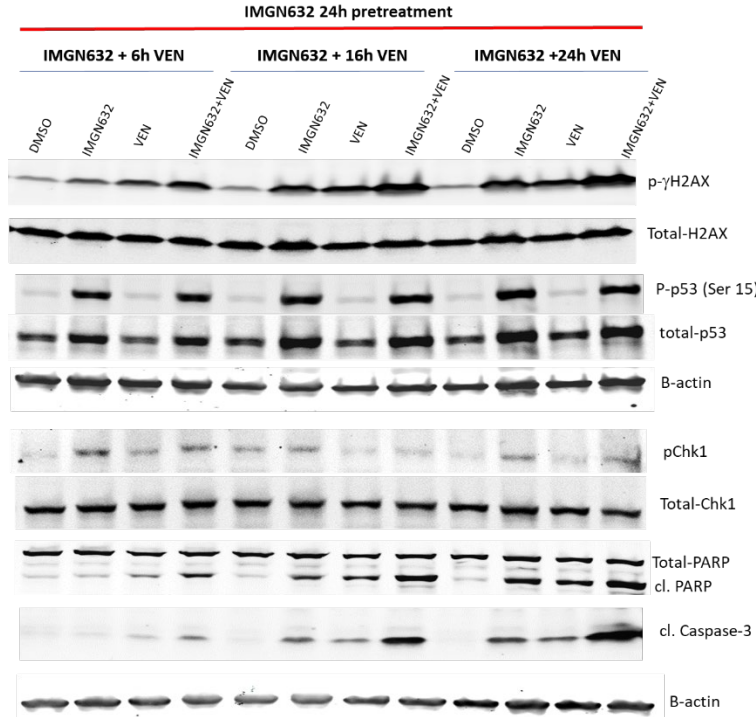 IMGN632 24h pretreatment
IMGN632 + 6h VEN
IMGN632 + 16h VEN
IMGN632 +24h VEN
DMSO
IMGN632
VEN
IMGN632+VEN
DMSO
IMGN632
VEN
IMGN632+VEN
DMSO
IMGN632
VEN
IMGN632+VEN
p-γH2AX
Total-H2AX
P-p53 (Ser 15)
total-p53
B-actin
pChk1
Total-Chk1
Total-PARP
cl. PARP
cl. Caspase-3
B-actin